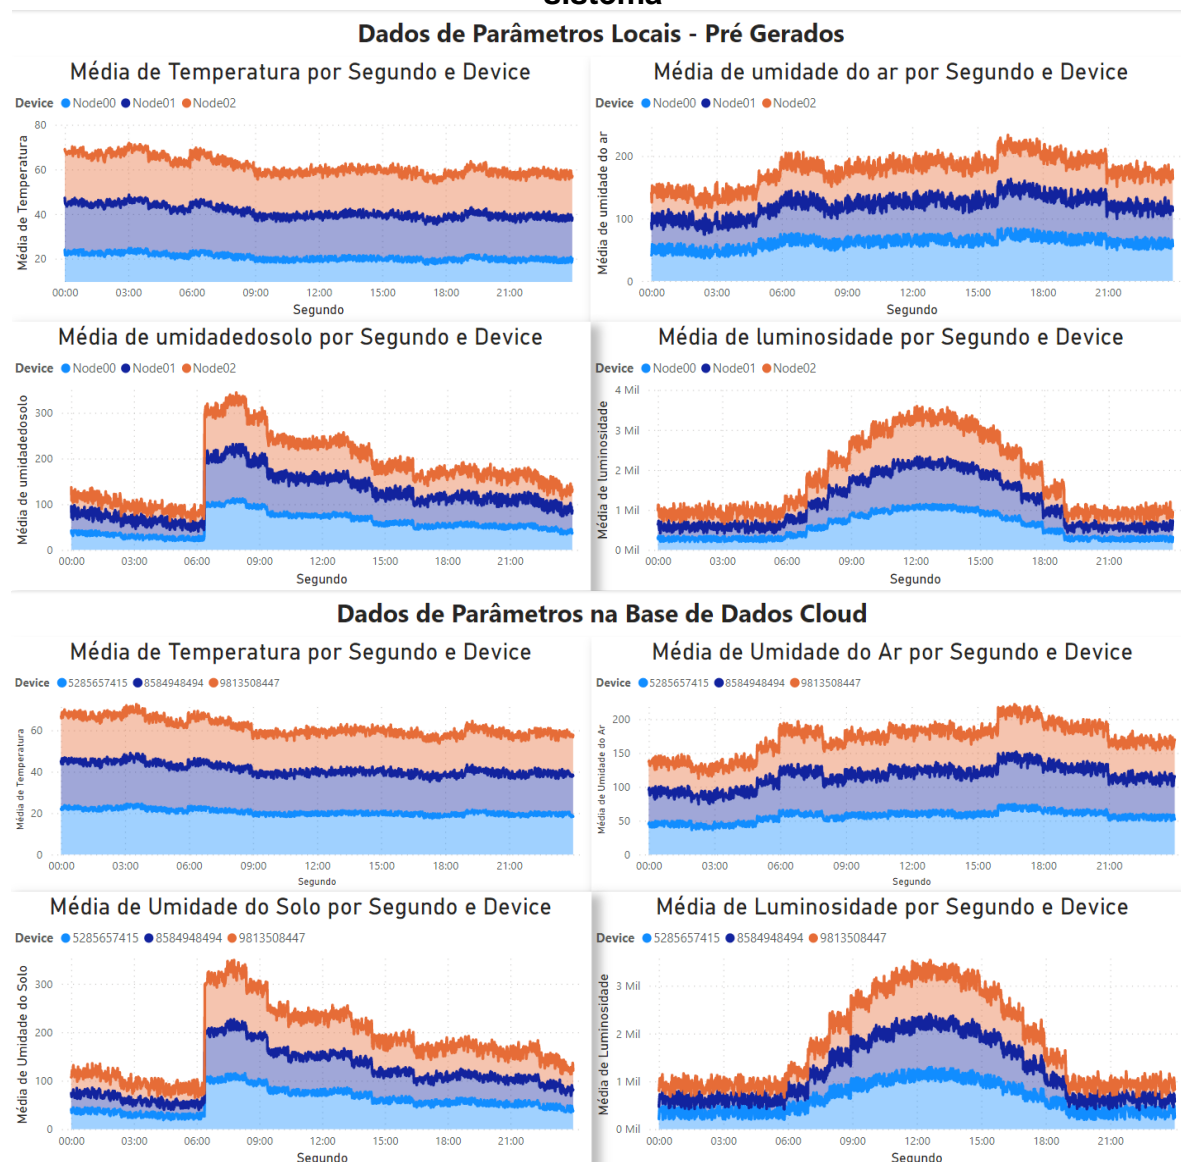 sistema
Dados de Parâmetros Locais - Pré Gerados
Média de Temperatura por Segundo e Device
Device Node00 Node01 Node02
Média de Temperatura
80
60
40
20
00:00 03:00 06:00 09:00 12:00 15:00 18:00 21:00
Segundo
Média de umidade do ar por Segundo e Device
Device Node00 Node01 Node02
Média de umidade do ar
200
100
0
00:00 03:00 06:00 09:00 12:00 15:00 18:00 21:00
Segundo
Média de umidadedosolo por Segundo e Device
Device Node00 Node01 Node02
Média de umidadedosolo
300
200
100
0
00:00 03:00 06:00 09:00 12:00 15:00 18:00 21:00
Segundo
Média de luminosidade por Segundo e Device
Device Node00 Node01 Node02
Média de luminosidade
4 Mil
3 Mil
2 Mil
1 Mil
0 Mil
00:00 03:00 06:00 09:00 12:00 15:00 18:00 21:00
Segundo
Dados de Parâmetros na Base de Dados Cloud
Média de Temperatura por Segundo e Device
Device 5285657415 8584948494 9813508447
Média de Temperatura
60
40
20
0
00:00 03:00 06:00 09:00 12:00 15:00 18:00 21:00
Segundo
Média de Umidade do Ar por Segundo e Device
Device 5285657415 8584948494 9813508447
Média de Umidade do Ar
200
150
100
50
0
00:00 03:00 06:00 09:00 12:00 15:00 18:00 21:00
Segundo
Média de Umidade do Solo por Segundo e Device
Device 5285657415 8584948494 9813508447
Média de Umidade do Solo
300
200
100
0
00:00 03:00 06:00 09:00 12:00 15:00 18:00 21:00
Segundo
Média de Luminosidade por Segundo e Device
Device 5285657415 8584948494 9813508447
Média de Luminosidade
3 Mil
2 Mil
1 Mil
0 Mil
00:00 03:00 06:00 09:00 12:00 15:00 18:00 21:00
Segundo